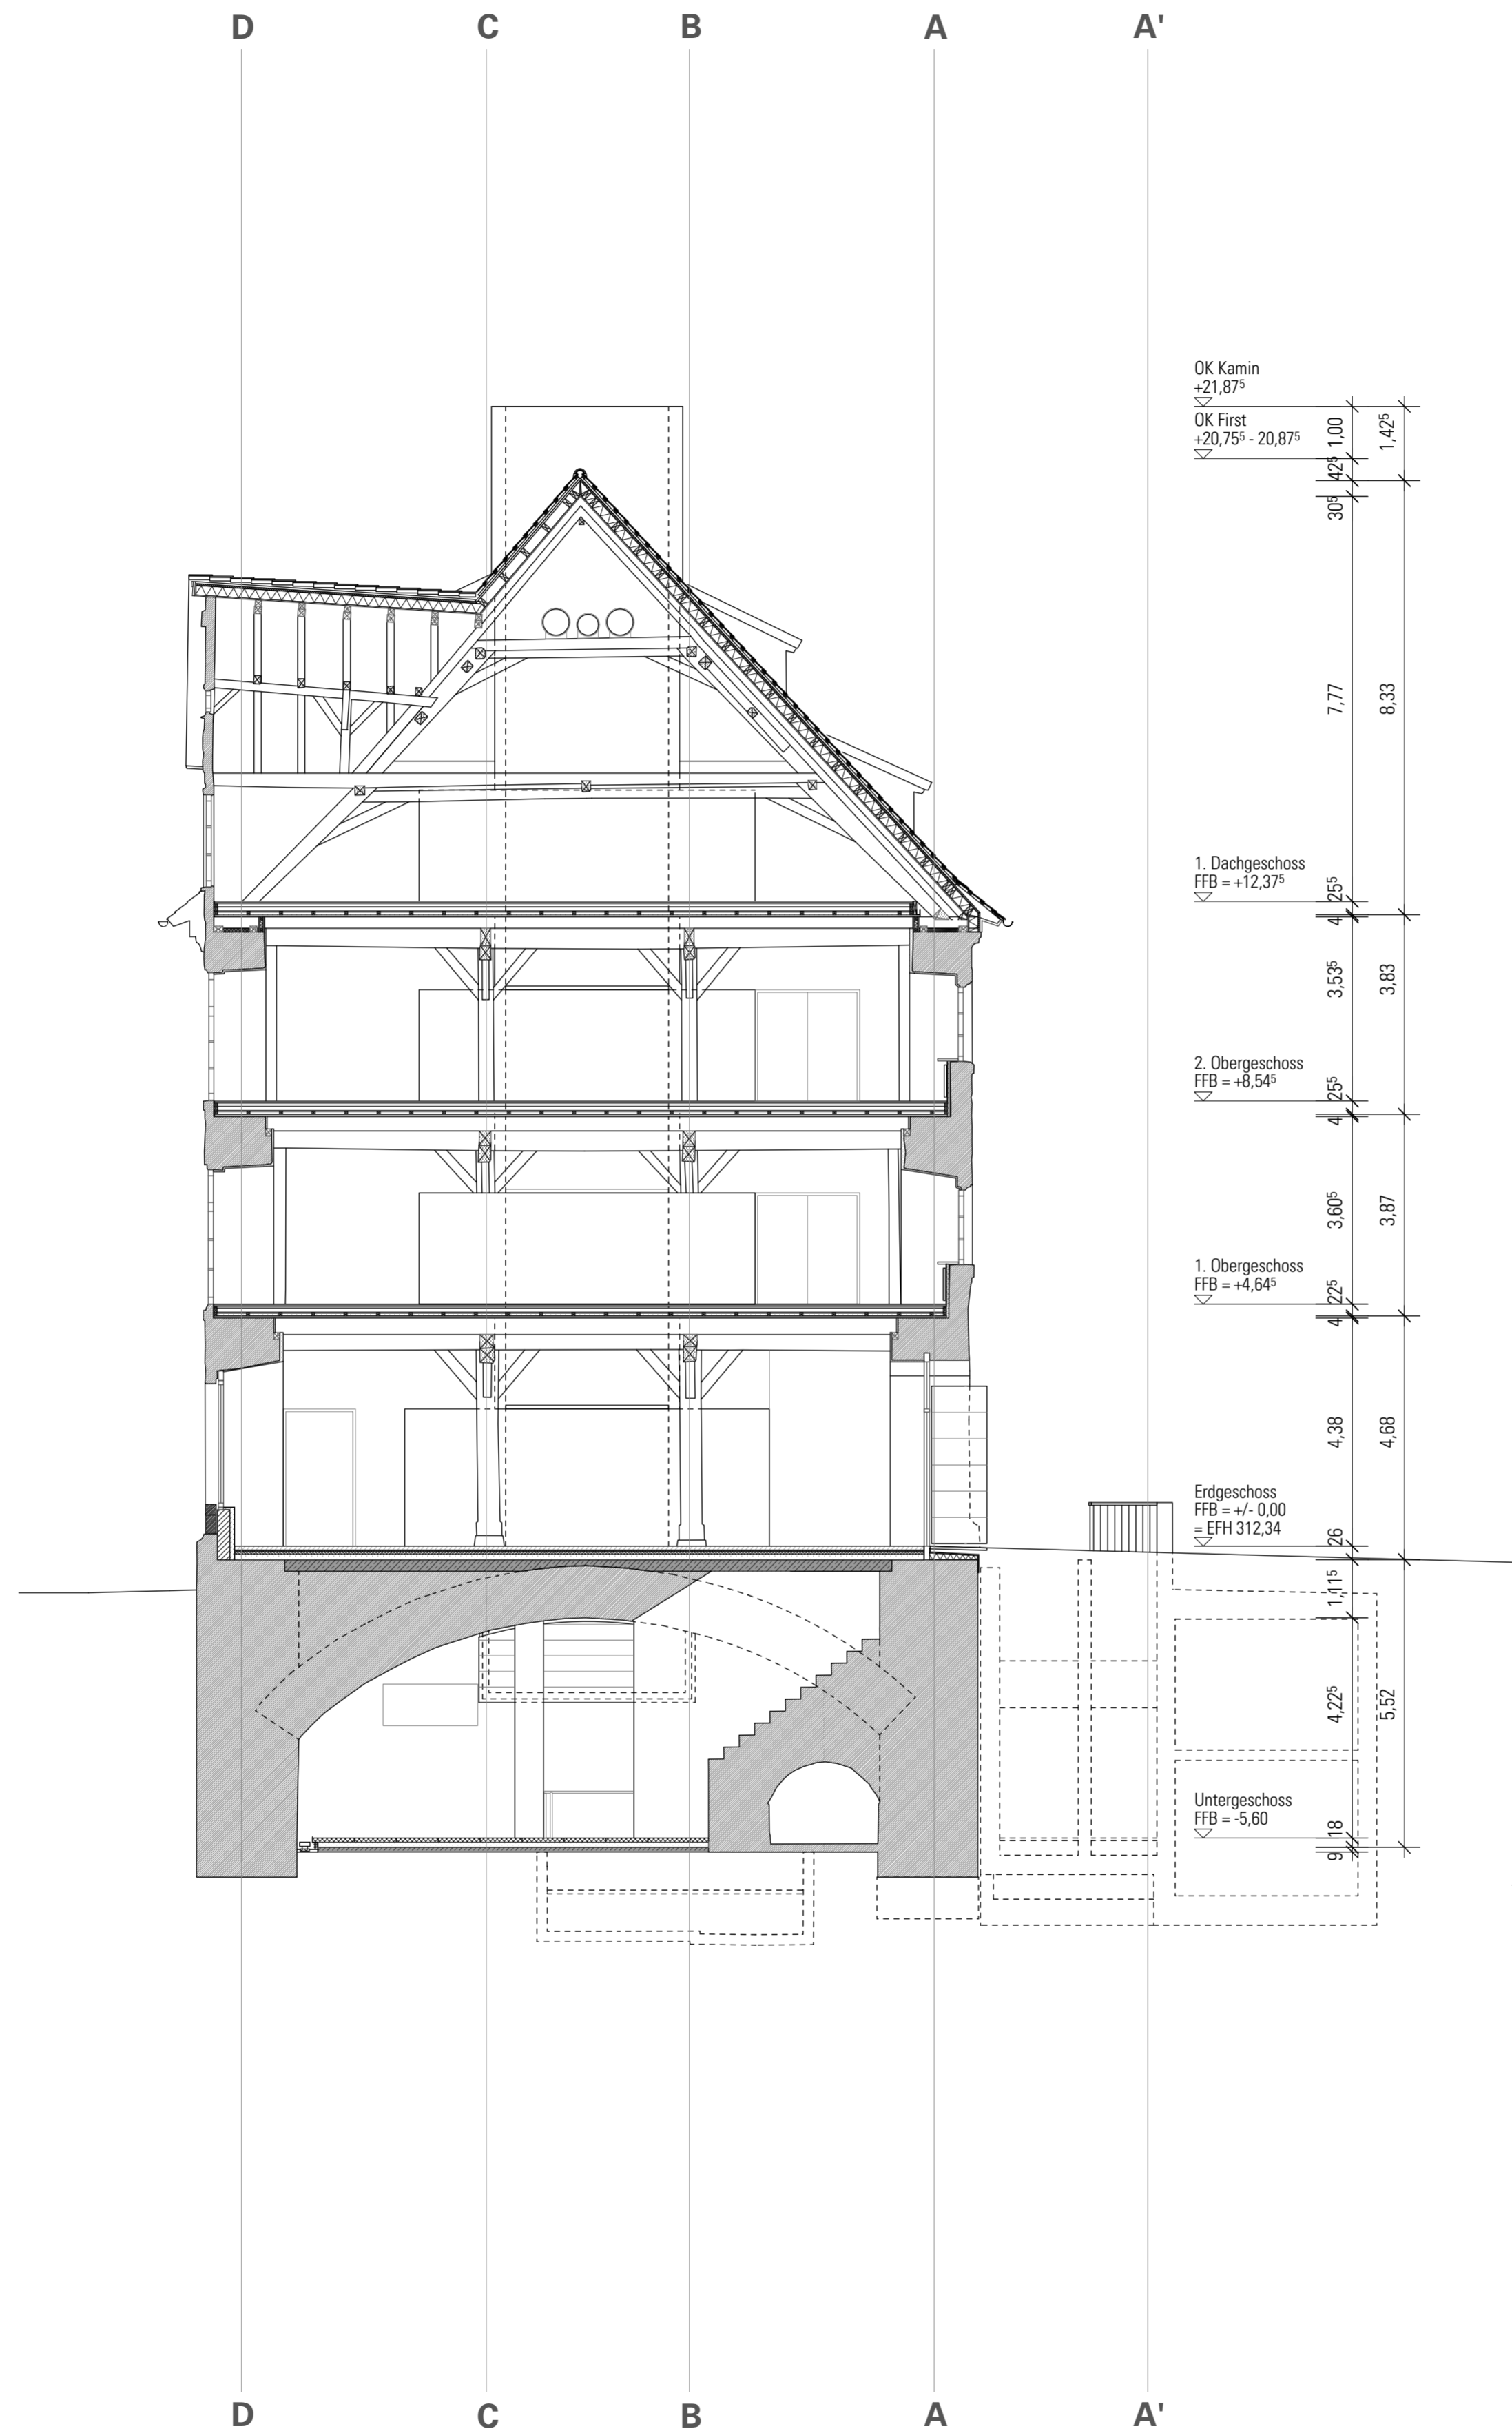 D C B A A'
OK Kamin
+21,87⁵
OK First
+20,75⁵ - 20,87⁵
1,00
1,42⁵
42⁵
30⁵
7,77
8,33
1. Dachgeschoss
FFB = +12,37⁵
25⁵
4
3,53⁵
3,83
2. Obergeschoss
FFB = +8,54⁵
25⁵
4
3,60⁵
3,87
1. Obergeschoss
FFB = +4,64⁵
22⁵
4
4,38
4,68
Erdgeschoss
FFB = +/- 0,00
= EFH 312,34
26
1,11⁵
4,22⁵
5,52
Untergeschoss
FFB = -5,60
18
9
D C B A A'